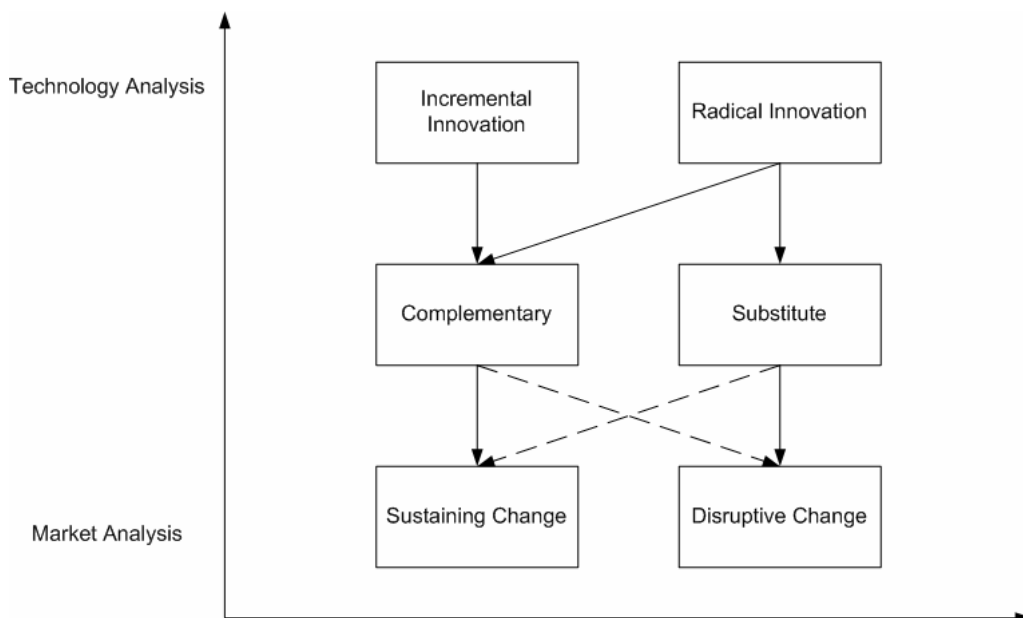 Technology Analysis
Incremental
Innovation
Radical Innovation
Complementary
Substitute
Sustaining Change
Disruptive Change
Market Analysis